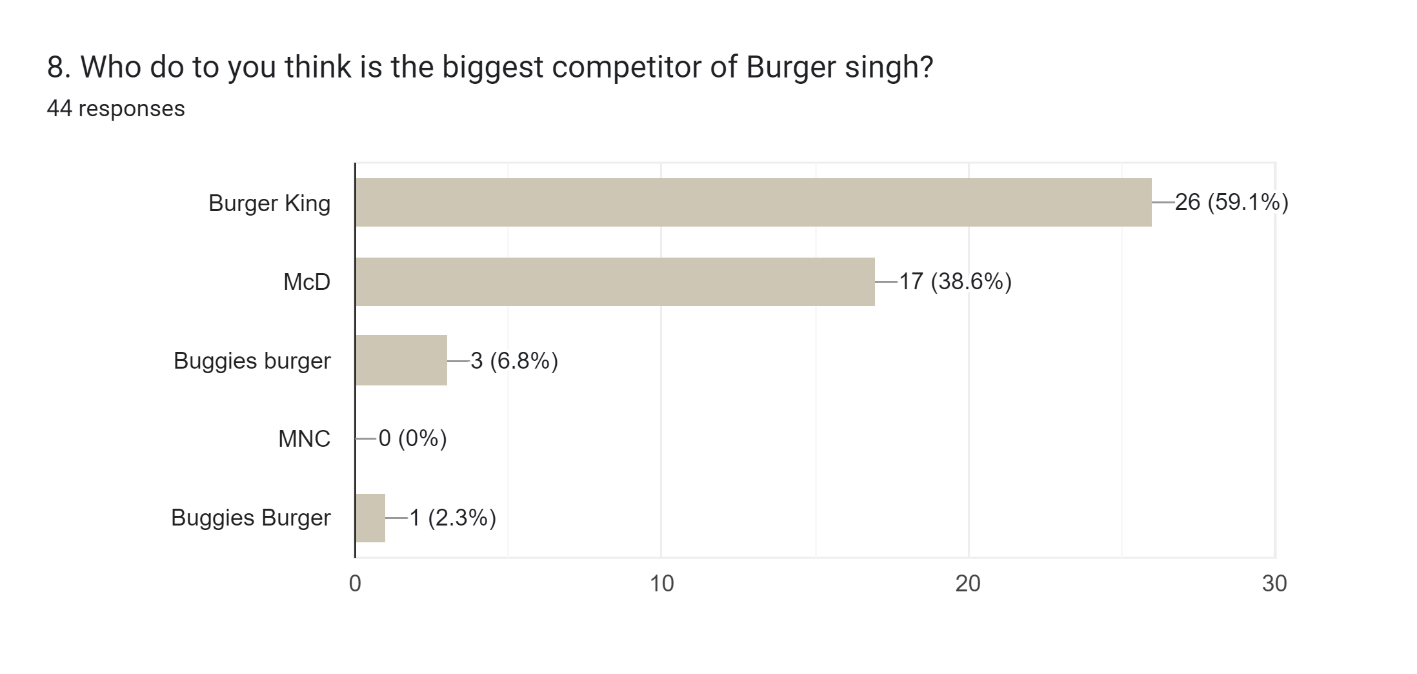 8. Who do to you think is the biggest competitor of Burger singh?
44 responses
Burger King 26 (59.1%)
McD 17 (38.6%)
Buggies burger 3 (6.8%)
MNC 0 (0%)
Buggies Burger 1 (2.3%)
0 10 20 30